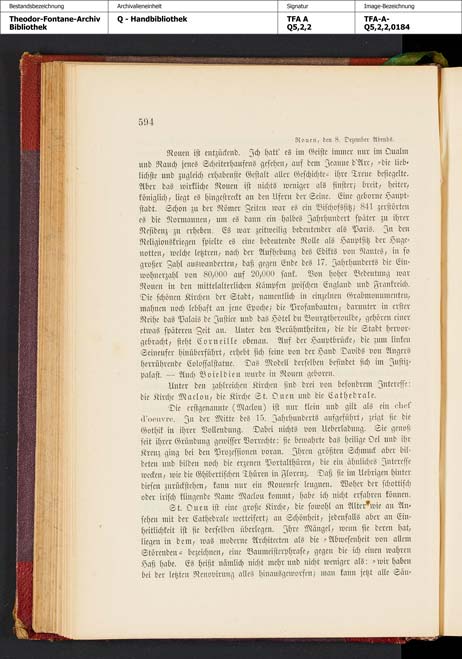 Bestandsbezeichnung
Archivalieneinheit
Signatur
Image-Bezeichnung
Theodor-Fontane-Archiv
Bibliothek
Q - Handbibliothek
TFA A
Q5,2,2
TFA-A-
Q5,2,2,0184
594
Rouen, den 8. Dezember Abends.
Rouen ist entzückend. Ich hatt' es im Geiste immer nur im Qualm
und Rauch jenes Scheiterhaufens gesehen, auf dem Jeanne d'Arc, »die lieb-
lichste und zugleich erhabenste Gestalt aller Geschichte« ihre Treue besiegelte.
Aber das wirkliche Rouen ist nichts weniger als finster; breit, heiter,
königlich, liegt es hingestreckt an den Ufern der Seine. Eine geborne Haupt-
stadt. Schon zu der Römer Zeiten war es ein Bischofssitz; 841 zerstörten
es die Normannen, um es dann ein halbes Jahrhundert später zu ihrer
Residenz zu erheben. Es war zeitweilig bedeutender als Paris. In den
Religionskriegen spielte es eine bedeutende Rolle als Hauptsitz der Huge-
notten, welche letztren, nach der Aufhebung des Edikts von Nantes, in so
großer Zahl auswanderten, daß gegen Ende des 17. Jahrhunderts die Ein-
wohnerzahl von 80,000 auf 20,000 sank. Von hoher Bedeutung war
Rouen in den mittelalterlichen Kämpfen zwischen England und Frankreich.
Die schönen Kirchen der Stadt, namentlich in einzelnen Grabmonumenten,
mahnen noch lebhaft an jene Epoche; die Profanbauten, darunter in erster
Reihe das Palais de Justice und das Hôtel du Bourgtheroulde, gehören einer
etwas späteren Zeit an. Unter den Berühmtheiten, die die Stadt hervor-
gebracht, steht Corneille obenan. Auf der Hauptbrücke, die zum linken
Seineufer hinüberführt, erhebt sich seine von der Hand Davids von Angers
herrührende Colossalstatue. Das Modell derselben befindet sich im Justiz-
palast. — Auch Boieldieu wurde in Rouen geboren.
Unter den zahlreichen Kirchen sind drei von besondrem Interesse:
die Kirche Maclou, die Kirche St. Ouen und die Cathedrale.
Die erstgenannte (Maclou) ist nur klein und gilt als ein chef
d'oeuvre. In der Mitte des 15. Jahrhunderts aufgeführt, zeigt sie die
Gothik in ihrer Vollendung. Dabei nichts von Ueberladung. Sie genoß
seit ihrer Gründung gewisser Vorrechte: sie bewahrte das heilige Oel und ihr
Kreuz ging bei den Prozessionen voran. Ihren größten Schmuck aber bil-
deten und bilden noch die erzenen Portalthüren, die ein ähnliches Interesse
wecken, wie die Ghibertischen Thüren in Florenz. Daß sie im Uebrigen hinter
diesen zurückstehen, kann nur ein Rouenese leugnen. Woher der schottisch
oder irisch klingende Name Maclou kommt, habe ich nicht erfahren können.
St. Ouen ist eine große Kirche, die sowohl an Alter wie an An-
sehen mit der Cathedrale wetteifert; an Schönheit, jedenfalls aber an Ein-
heitlichkeit ist sie derselben überlegen. Ihre Mängel, wenn sie deren hat,
liegen in dem, was moderne Architekten als die »Abwesenheit von allem
Störenden« bezeichnen, eine Baumeisterphrase, gegen die ich einen wahren
Haß habe. Es heißt nämlich nicht mehr und nicht weniger als: »wir haben
bei der letzten Renovirung alles hinausgeworfen; man kann jetzt alle Säu-